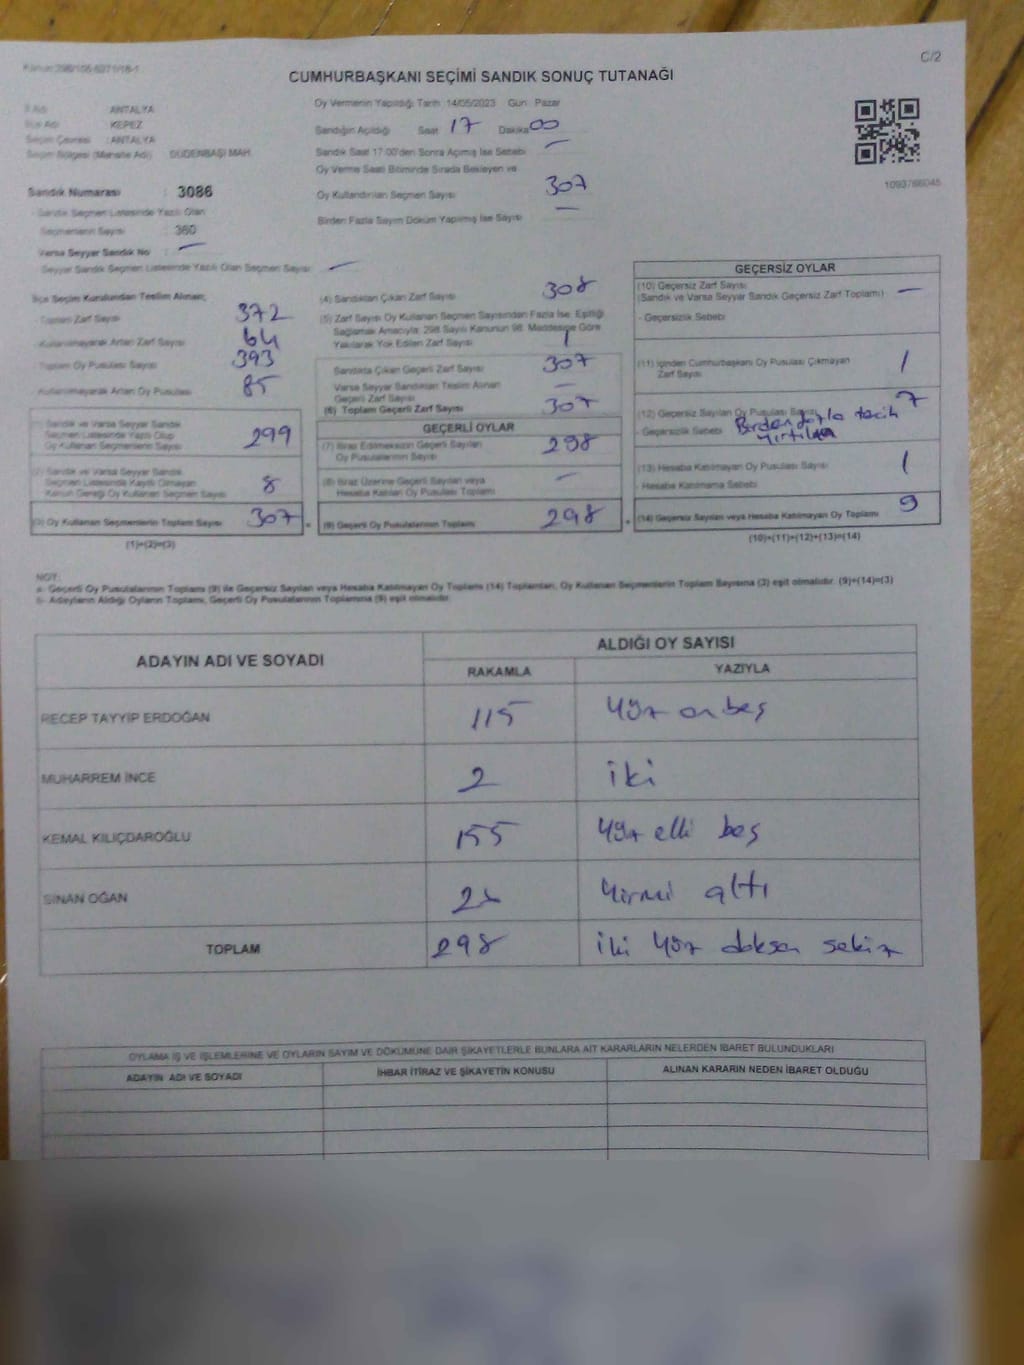 C/2
CUMHURBAŞKANI SEÇİMİ SANDIK SONUÇ TUTANAĞI
İl Adı ANTALYA
İlçe Adı KEPEZ
Seçim Çevresi : ANTALYA
Seçim Bölgesi (Mahalle Adı) DÜDENBAŞI MAH.
Sandık Numarası : 3086
- Sandık Seçmen Listesinde Yazılı Olan
Seçmenlerin Sayısı : 360
Varsa Seyyar Sandık No : —
Seyyar Sandık Seçmen Listesinde Yazılı Olan Seçmen Sayısı : —
Oy Vermenin Yapıldığı Tarih 14/05/2023 Gün: Pazar
Sandığın Açıldığı Saat 17 Dakika 00
Sandık Saat 17:00'den Sonra Açılmış İse Sebebi —
Oy Verme Saati Bitiminde Sırada Bekleyen ve
Oy Kullandırılan Seçmen Sayısı 307
Birden Fazla Sayım Döküm Yapılmış İse Sayısı —
1093766045
İlçe Seçim Kurulundan Teslim Alınan;
- Toplam Zarf Sayısı 372
- Kullanılmayarak Artan Zarf Sayısı 64
Toplam Oy Pusulası Sayısı 393
- Kullanılmayarak Artan Oy Pusulası 85
(1) Sandık ve Varsa Seyyar Sandık
Seçmen Listesinde Yazılı Olup
Oy Kullanan Seçmenlerin Sayısı 299
(2) Sandık ve Varsa Seyyar Sandık
Seçmen Listesinde Kayıtlı Olmayan
Kanun Gereği Oy Kullanan Seçmen Sayısı 8
(3) Oy Kullanan Seçmenlerin Toplam Sayısı 307 =
(1)+(2)=(3)
(4) Sandıktan Çıkan Zarf Sayısı 308
(5) Zarf Sayısı Oy Kullanan Seçmen Sayısından Fazla İse, Eşitliği
Sağlamak Amacıyla; 298 Sayılı Kanunun 98. Maddesine Göre
Yakılarak Yok Edilen Zarf Sayısı 1
Sandıkta Çıkan Geçerli Zarf Sayısı 307
Varsa Seyyar Sandıktan Teslim Alınan
Geçerli Zarf Sayısı —
(6) Toplam Geçerli Zarf Sayısı 307
GEÇERLİ OYLAR
(7) İtiraz Edilmeksizin Geçerli Sayılan
Oy Pusulalarının Sayısı 298
(8) İtiraz Üzerine Geçerli Sayılan veya
Hesaba Katılan Oy Pusulası Toplamı —
(9) Geçerli Oy Pusulalarının Toplamı 298 +
GEÇERSİZ OYLAR
(10) Geçersiz Zarf Sayısı
(Sandık ve Varsa Seyyar Sandık Geçersiz Zarf Toplamı) —
- Geçersizlik Sebebi
(11) İçinden Cumhurbaşkanı Oy Pusulası Çıkmayan
Zarf Sayısı 1
(12) Geçersiz Sayılan Oy Pusulası Sayısı 7
- Geçersizlik Sebebi Birden fazla tercih
yırtılma
(13) Hesaba Katılmayan Oy Pusulası Sayısı 1
- Hesaba Katılmama Sebebi
(14) Geçersiz Sayılan veya Hesaba Katılmayan Oy Toplamı 9
(10)+(11)+(12)+(13)=(14)
NOT:
a- Geçerli Oy Pusulalarının Toplamı (9) ile Geçersiz Sayılan veya Hesaba Katılmayan Oy Toplamı (14) Toplamları, Oy Kullanan Seçmenlerin Toplam Sayısına (3) eşit olmalıdır. (9)+(14)=(3)
b- Adayların Aldığı Oyların Toplamı, Geçerli Oy Pusulalarının Toplamına (9) eşit olmalıdır.
ADAYIN ADI VE SOYADI ALDIĞI OY SAYISI
RAKAMLA YAZIYLA
RECEP TAYYİP ERDOĞAN 115 Yüz onbeş
MUHARREM İNCE 2 iki
KEMAL KILIÇDAROĞLU 155 Yüz elli beş
SİNAN OĞAN 26 Yirmi altı
TOPLAM 298 iki Yüz doksan sekiz
OYLAMA İŞ VE İŞLEMLERİNE VE OYLARIN SAYIM VE DÖKÜMÜNE DAİR ŞİKAYETLERLE BUNLARA AİT KARARLARIN NELERDEN İBARET BULUNDUKLARI
ADAYIN ADI VE SOYADI İHBAR İTİRAZ VE ŞİKAYETİN KONUSU ALINAN KARARIN NEDEN İBARET OLDUĞU